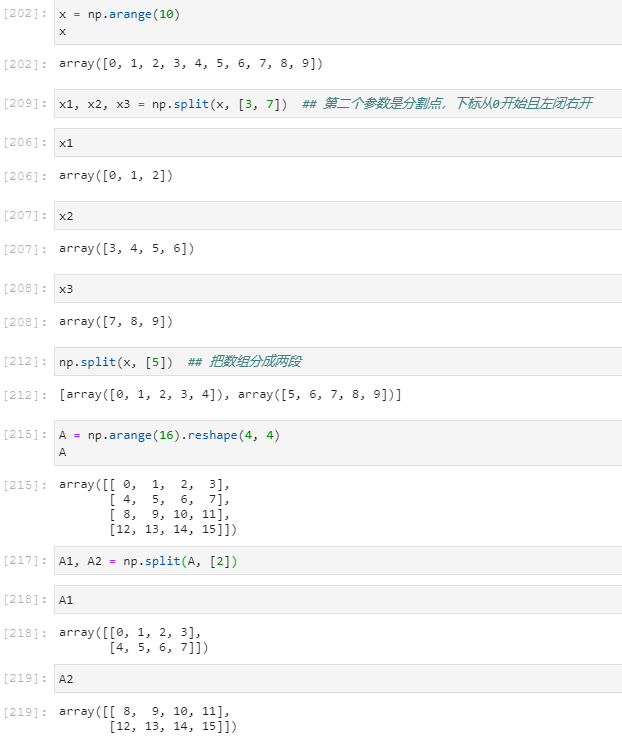 [202]: x = np.arange(10)
x
[202]: array([0, 1, 2, 3, 4, 5, 6, 7, 8, 9])
[209]: x1, x2, x3 = np.split(x, [3, 7])  ## 第二个参数是分割点, 下标从0开始且左闭右开
[206]: x1
[206]: array([0, 1, 2])
[207]: x2
[207]: array([3, 4, 5, 6])
[208]: x3
[208]: array([7, 8, 9])
[212]: np.split(x, [5])  ## 把数组分成两段
[212]: [array([0, 1, 2, 3, 4]), array([5, 6, 7, 8, 9])]
[215]: A = np.arange(16).reshape(4, 4)
A
[215]: array([[ 0,  1,  2,  3],
[ 4,  5,  6,  7],
[ 8,  9, 10, 11],
[12, 13, 14, 15]])
[217]: A1, A2 = np.split(A, [2])
[218]: A1
[218]: array([[0, 1, 2, 3],
[4, 5, 6, 7]])
[219]: A2
[219]: array([[ 8,  9, 10, 11],
[12, 13, 14, 15]])